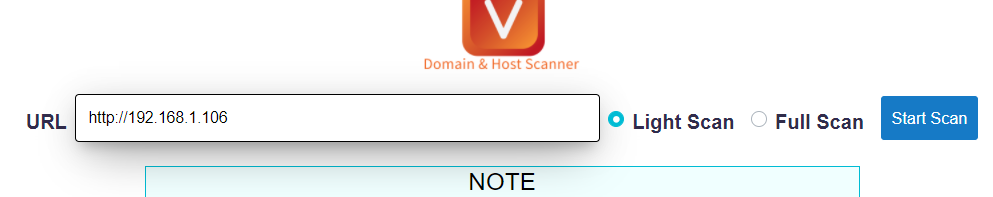 V
Domain & Host Scanner
URL http://192.168.1.106 Light Scan Full Scan Start Scan
NOTE